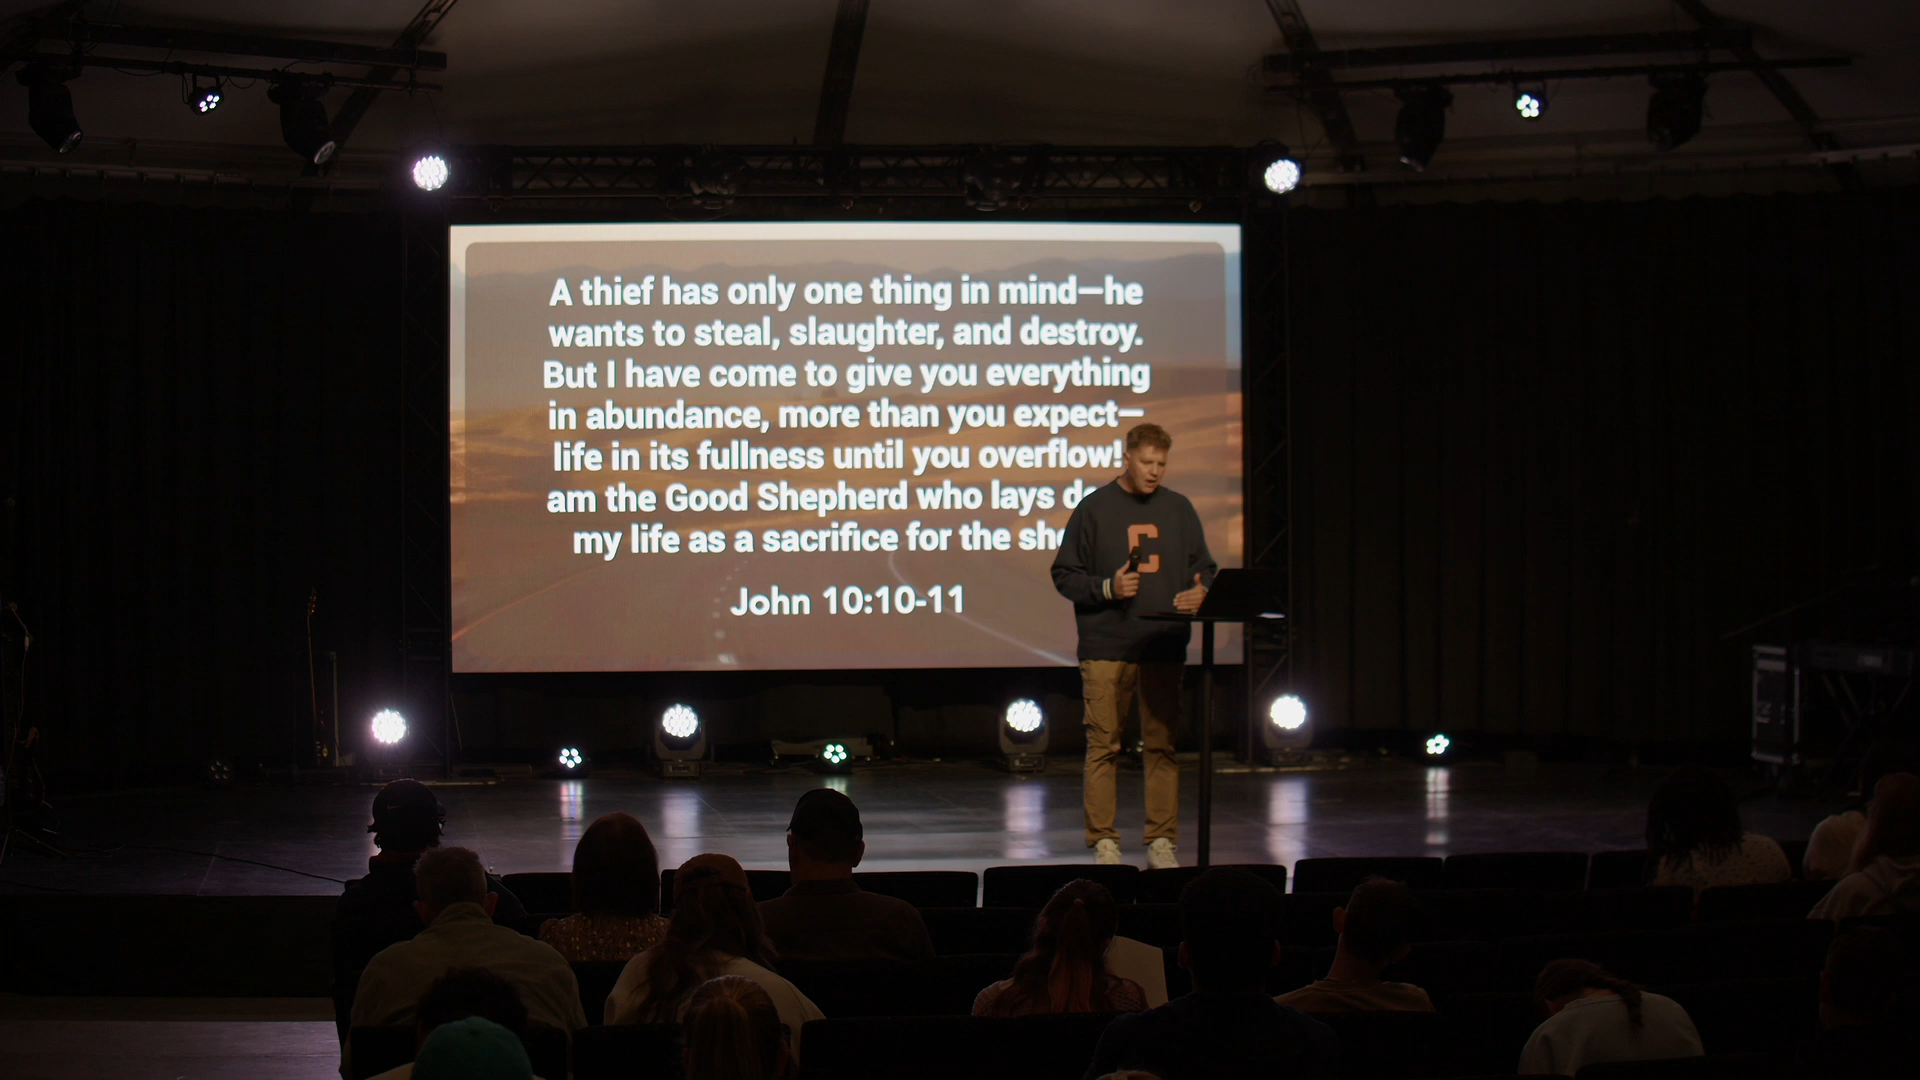 A thief has only one thing in mind—he
wants to steal, slaughter, and destroy.
But I have come to give you everything
in abundance, more than you expect—
life in its fullness until you overflow!
am the Good Shepherd who lays
my life as a sacrifice for the
John 10:10-11
C